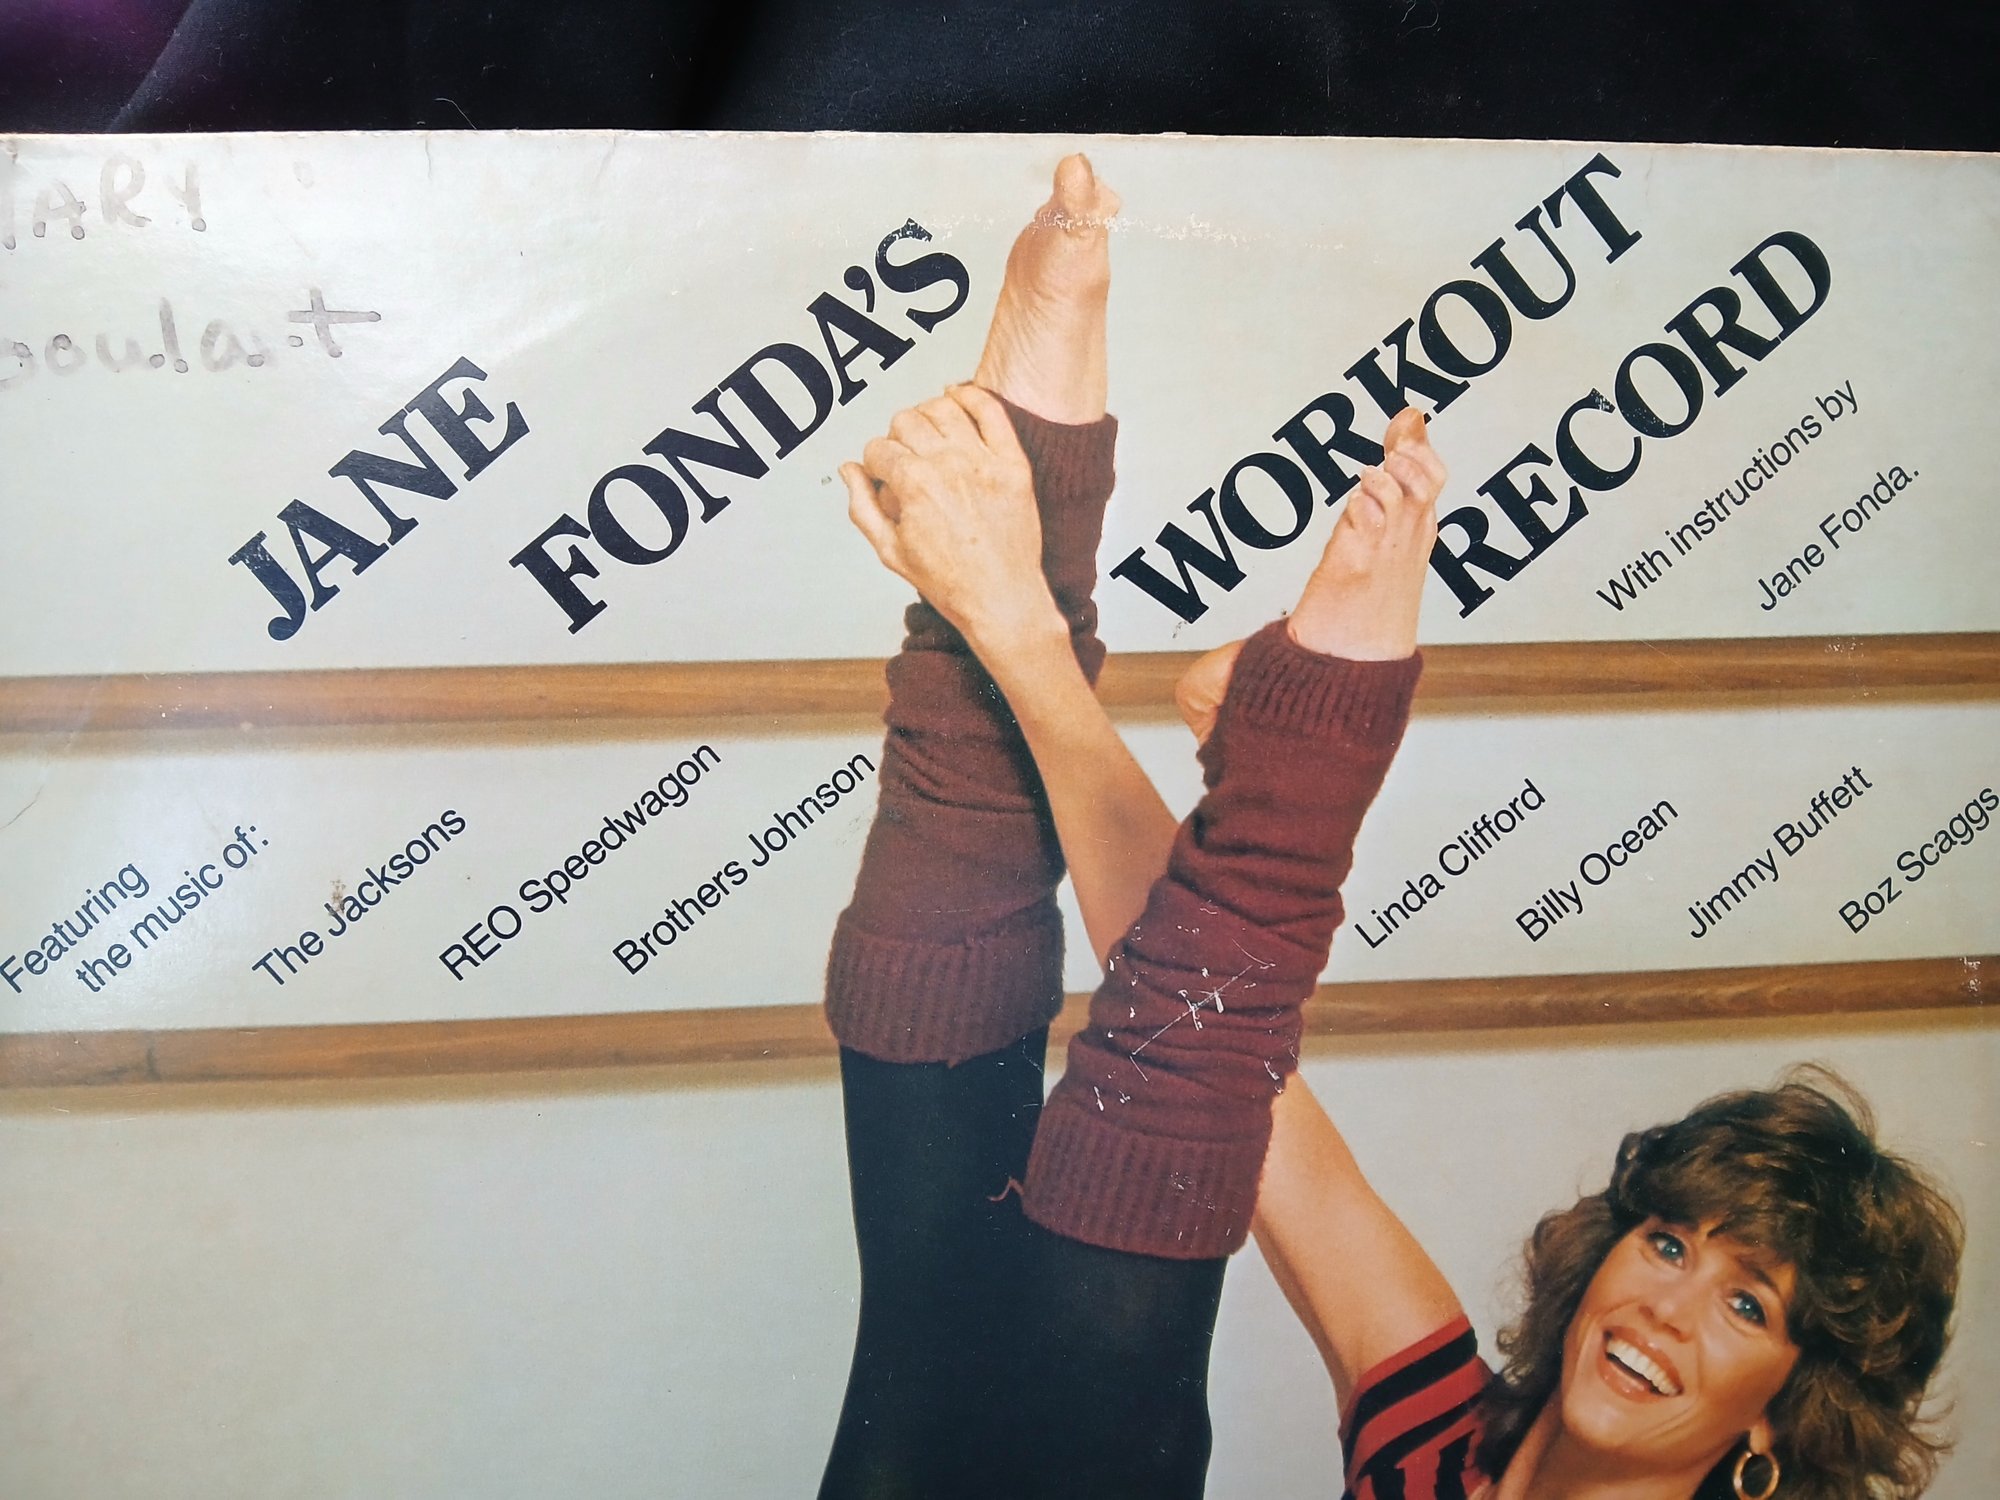 JANE
FONDA'S
WORKOUT
RECORD
With instructions by
Jane Fonda.
Featuring
the music of:
The Jacksons
REO Speedwagon
Brothers Johnson
Linda Clifford
Billy Ocean
Jimmy Buffett
Boz Scaggs